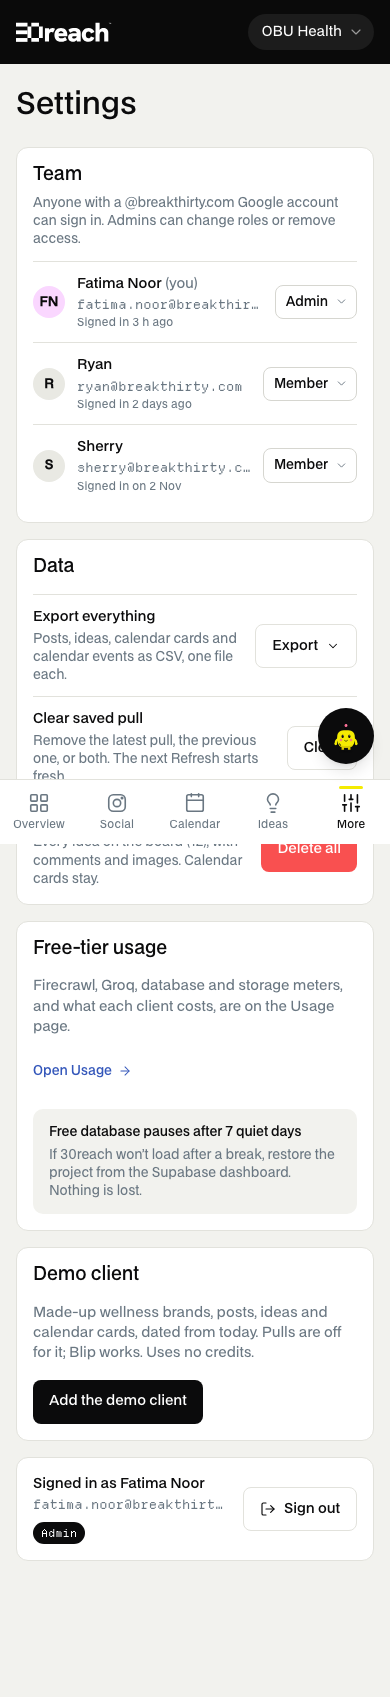 30reach
OBU Health
Settings
Team
Anyone with a @breakthirty.com Google account
can sign in. Admins can change roles or remove
access.
FN
Fatima Noor (you)
fatima.noor@breakthir…
Signed in 3 h ago
Admin
R
Ryan
ryan@breakthirty.com
Signed in 2 days ago
Member
S
Sherry
sherry@breakthirty.c…
Signed in on 2 Nov
Member
Data
Export everything
Posts, ideas, calendar cards and
calendar events as CSV, one file
each.
Export
Clear saved pull
Remove the latest pull, the previous
one, or both. The next Refresh starts
fresh
Overview
Social
Calendar
Ideas
More
Every idea on the board (12), with
comments and images. Calendar
cards stay.
Delete all
Free-tier usage
Firecrawl, Groq, database and storage meters,
and what each client costs, are on the Usage
page.
Open Usage →
Free database pauses after 7 quiet days
If 30reach won't load after a break, restore the
project from the Supabase dashboard.
Nothing is lost.
Demo client
Made-up wellness brands, posts, ideas and
calendar cards, dated from today. Pulls are off
for it; Blip works. Uses no credits.
Add the demo client
Signed in as Fatima Noor
fatima.noor@breakthirt…
Admin
Sign out